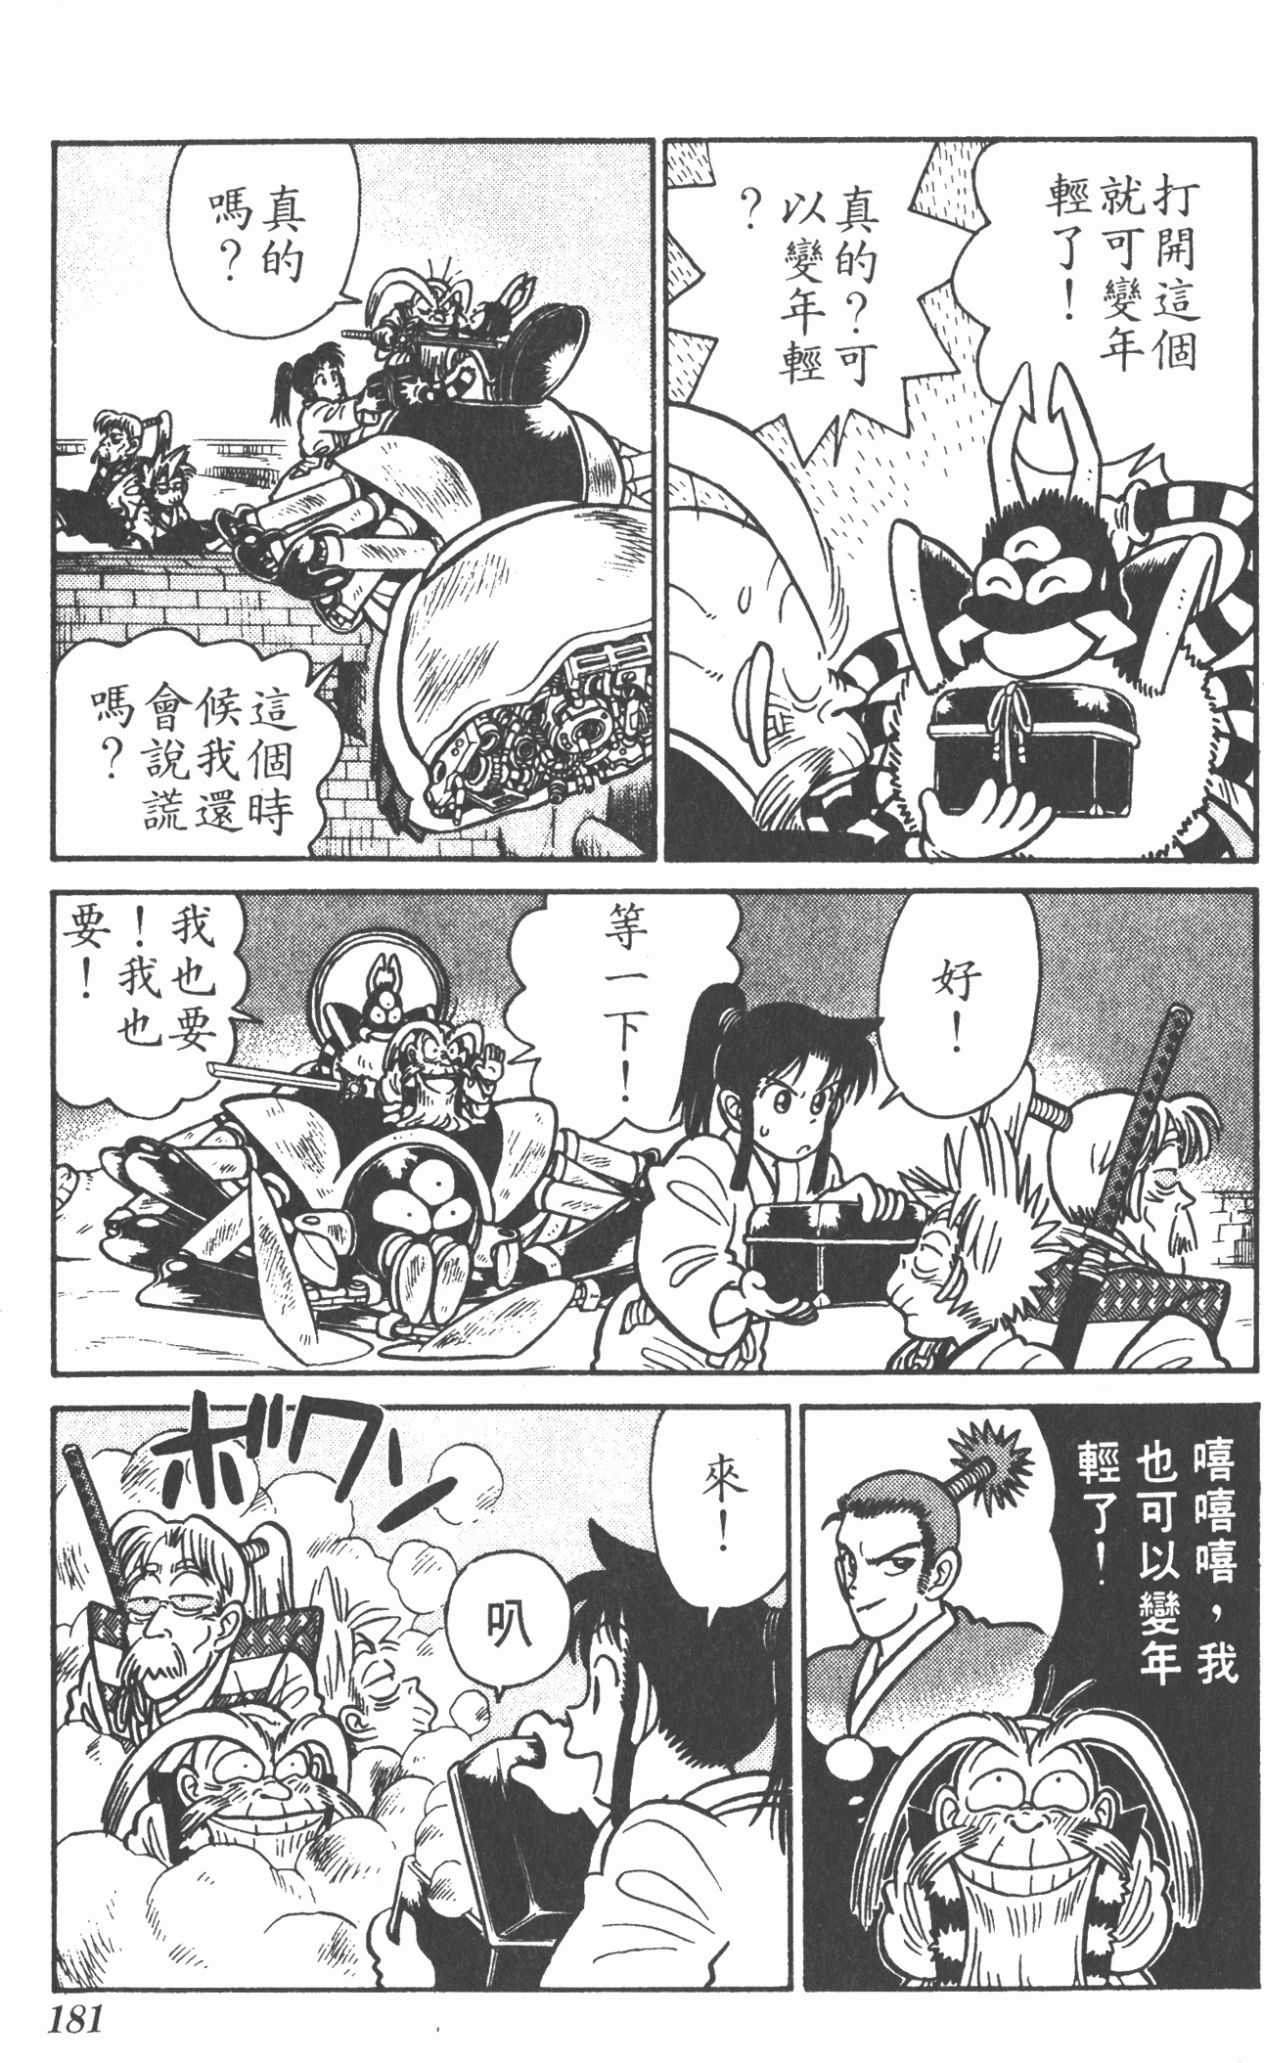 打開這個
就可變年
輕了！
真的？可
以變年輕
？
真的
嗎？
這個時
候我還
會說謊
嗎？
好！
等一下！
我也要
！我也
要！
嘻嘻嘻，我
也可以變年
輕了！
來！
叭
ボワン
181